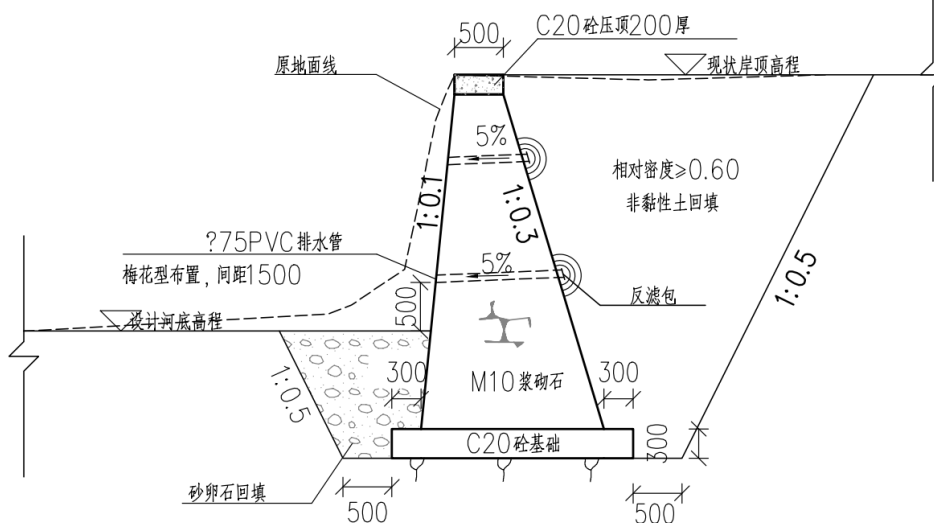 500
C20砼压顶200厚
原地面线
现状岸顶高程
5%
相对密度≥0.60
非黏性土回填
1:0.1
1:0.3
?75PVC排水管
梅花型布置，间距1500
5%
1:0.5
反滤包
设计河底高程
500
1:0.5
300
300
M10浆砌石
C20砼基础
300
砂卵石回填
500
500